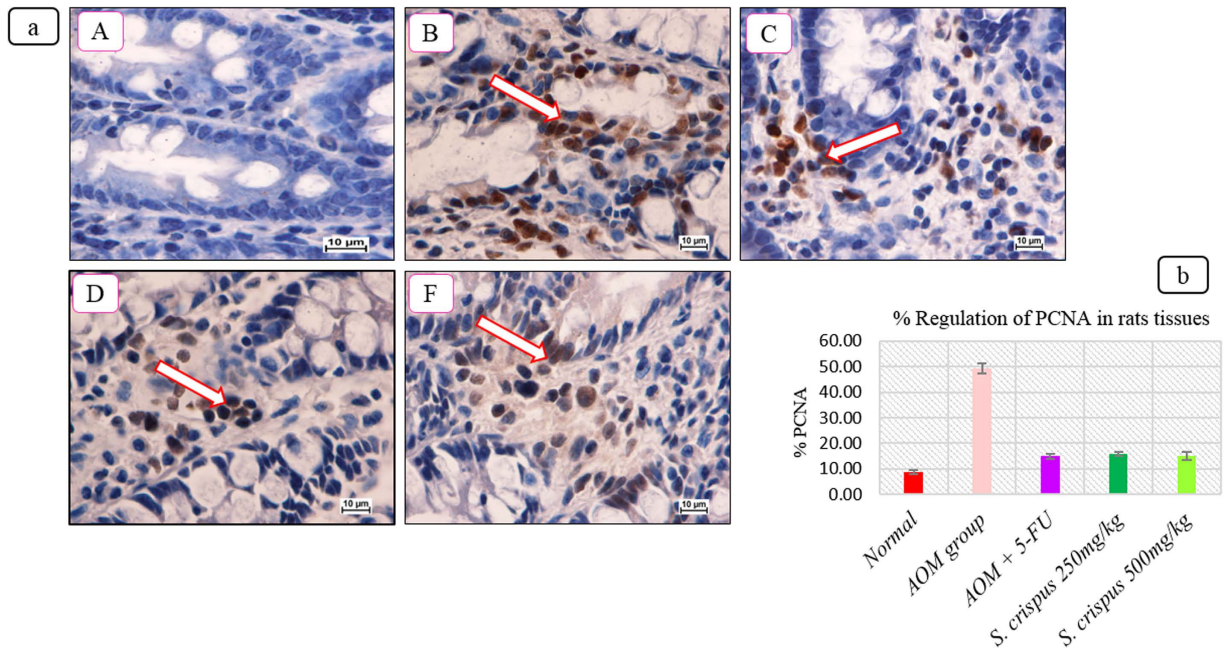 a
A
B
C
10 µm
10 µm
10 µm
D
F
10 µm
10 µm
b
% Regulation of PCNA in rats tissues
% PCNA
60.00
50.00
40.00
30.00
20.00
10.00
0.00
Normal
AOM group
AOM + 5-FU
S. crispus 250mg/kg
S. crispus 500mg/kg